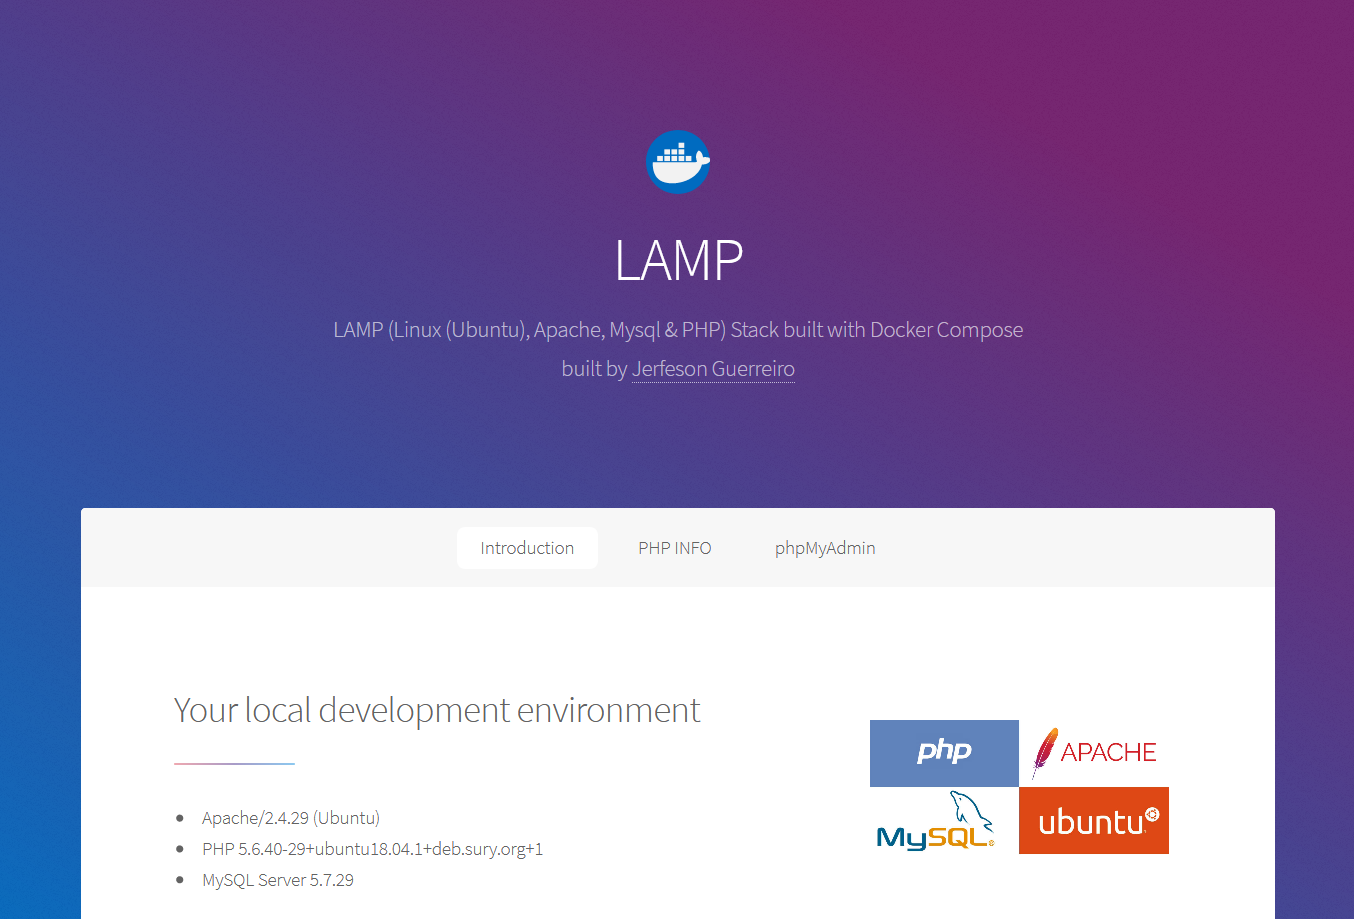 LAMP
LAMP (Linux (Ubuntu), Apache, Mysql & PHP) Stack built with Docker Compose
built by Jerfeson Guerreiro
Introduction
PHP INFO
phpMyAdmin
Your local development environment
php
APACHE
MySQL
ubuntu
Apache/2.4.29 (Ubuntu)
PHP 5.6.40-29+ubuntu18.04.1+deb.sury.org+1
MySQL Server 5.7.29